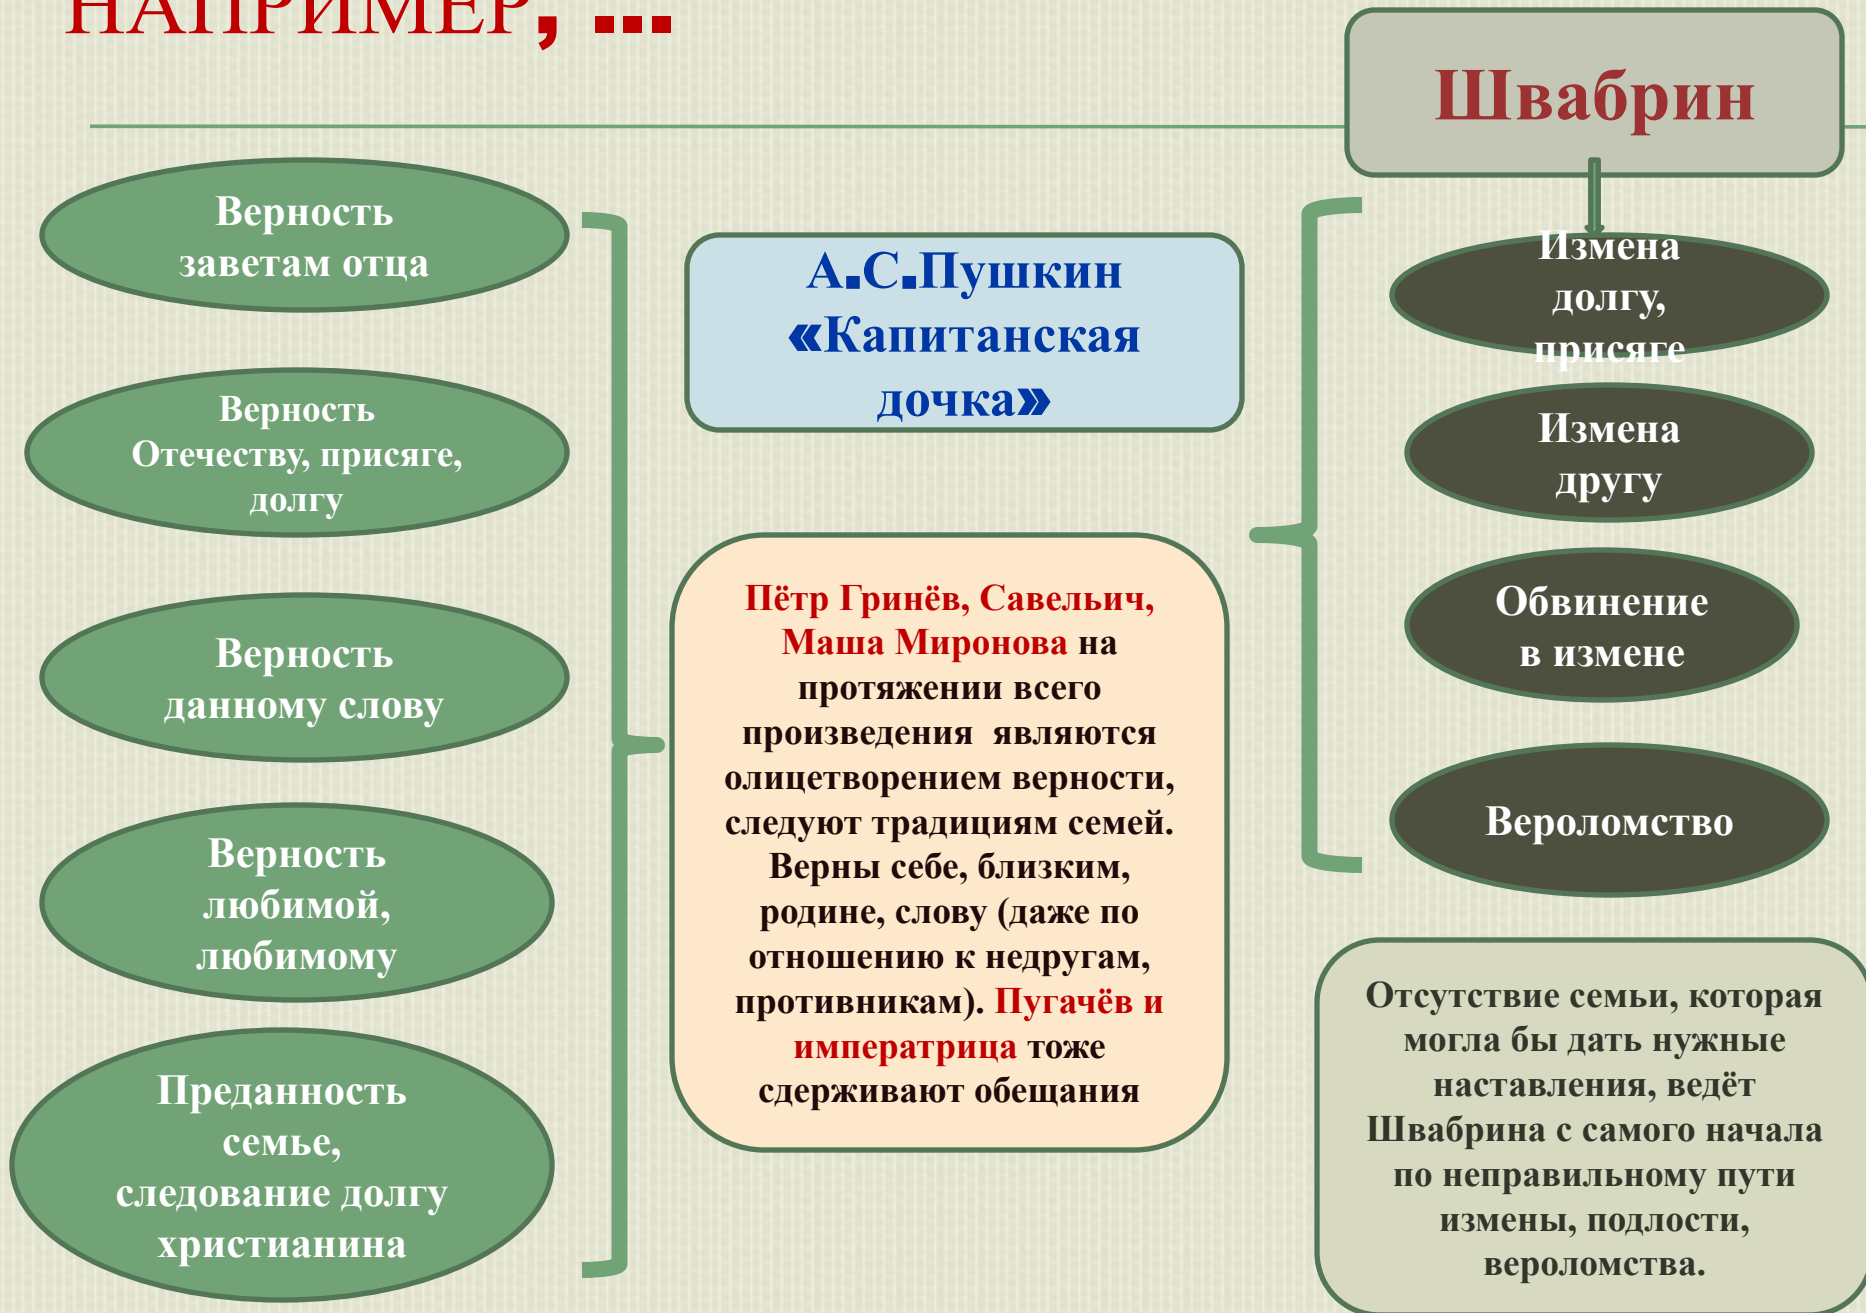 НАПРИМЕР, ...
Швабрин
Верность
заветам отца
Верность
Отечеству, присяге,
долгу
Верность
данному слову
Верность
любимой,
любимому
Преданность
семье,
следование долгу
христианина
А.С.Пушкин
«Капитанская
дочка»
Пётр Гринёв, Савельич,
Маша Миронова на
протяжении всего
произведения являются
олицетворением верности,
следуют традициям семей.
Верны себе, близким,
родине, слову (даже по
отношению к недругам,
противникам). Пугачёв и
императрица тоже
сдерживают обещания
Измена
долгу,
присяге
Измена
другу
Обвинение
в измене
Вероломство
Отсутствие семьи, которая
могла бы дать нужные
наставления, ведёт
Швабрина с самого начала
по неправильному пути
измены, подлости,
вероломства.